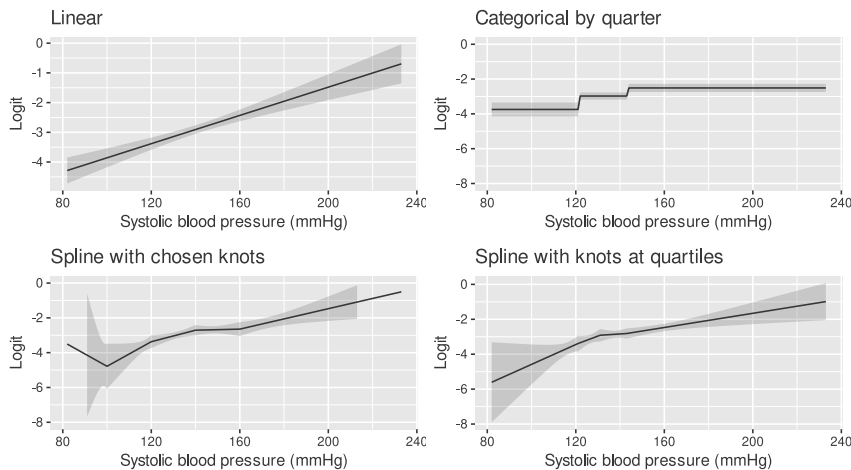 Linear
0
-1
-2
-3
-4
Logit
80 120 160 200 240
Systolic blood pressure (mmHg)
Categorical by quarter
0
-2
-4
-6
-8
Logit
80 120 160 200 240
Systolic blood pressure (mmHg)
Spline with chosen knots
0
-2
-4
-6
-8
Logit
80 120 160 200 240
Systolic blood pressure (mmHg)
Spline with knots at quartiles
0
-2
-4
-6
-8
Logit
80 120 160 200 240
Systolic blood pressure (mmHg)